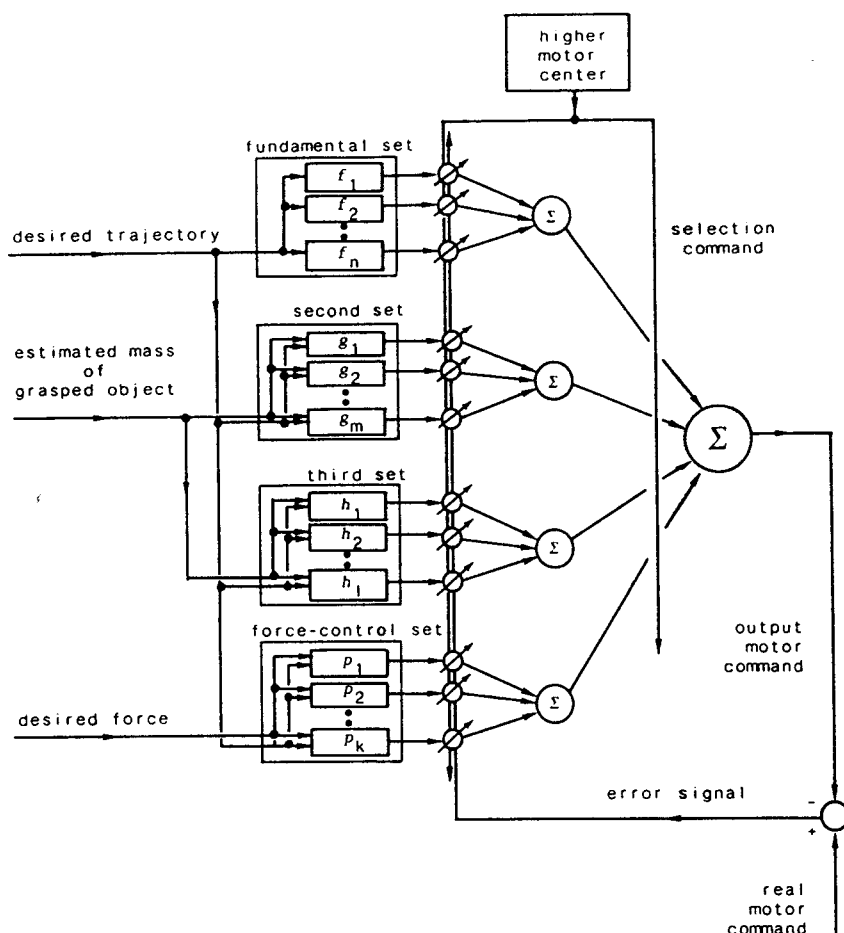 higher
motor
center
fundamental set
f1
f2
fn
Σ
desired trajectory
selection
command
second set
g1
g2
gm
Σ
estimated mass
of
grasped object
Σ
third set
h1
h2
hl
Σ
force-control set
p1
p2
pk
Σ
desired force
output
motor
command
error signal
-
+
real
motor
command